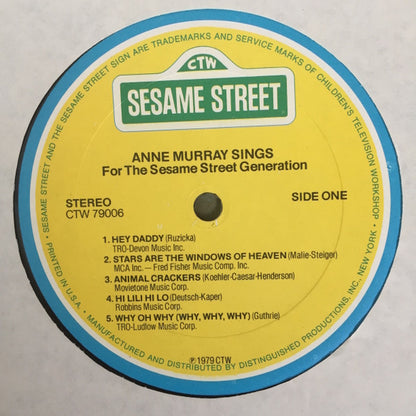 • SESAME STREET AND THE SESAME STREET SIGN ARE TRADEMARKS AND SERVICE MARKS OF CHILDREN'S TELEVISION WORKSHOP.
CTW
SESAME STREET
ANNE MURRAY SINGS
For The Sesame Street Generation
STEREO
CTW 79006
SIDE ONE
1. HEY DADDY (Ruzicka)
TRO-Devon Music Inc.
2. STARS ARE THE WINDOWS OF HEAVEN (Malie-Steiger)
MCA Inc. — Fred Fisher Music Comp. Inc.
3. ANIMAL CRACKERS (Koehler-Caesar-Henderson)
Movietone Music Corp.
4. HI LILI HI LO (Deutsch-Kaper)
Robbins Music Corp.
5. WHY OH WHY (WHY, WHY, WHY) (Guthrie)
TRO-Ludlow Music Corp.
℗ 1979 CTW
PRINTED IN U.S.A. • MANUFACTURED AND DISTRIBUTED BY DISTINGUISHED PRODUCTIONS, INC. NEW YORK. •